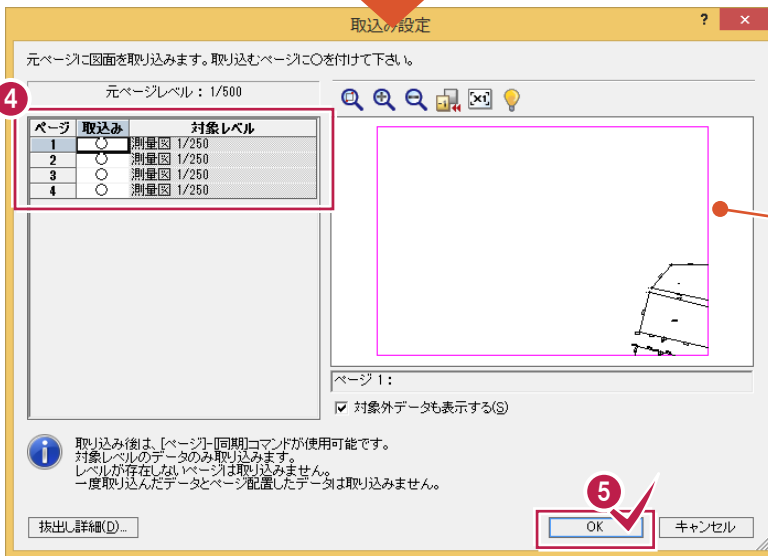 取込み設定
? ×
元ページに図面を取り込みます。取り込むページに○を付けて下さい。
4
元ページレベル : 1/500
ページ 取込み 対象レベル
1 ○ 測量図 1/250
2 ○ 測量図 1/250
3 ○ 測量図 1/250
4 ○ 測量図 1/250
ページ 1 :
対象外データも表示する(S)
取り込み後は、[ページ]-[同期]コマンドが使用可能です。
対象レベルのデータのみ取り込みます。
レベルが存在しないページは取り込みません。
一度取り込んだデータとページ配置したデータは取り込みません。
5
抜出し詳細(D)...
OK
キャンセル